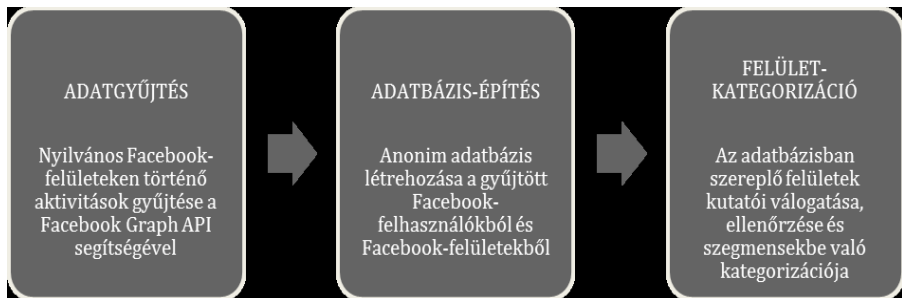 ADATGYŰJTÉS
Nyilvános Facebook-
felületeken történő
aktivitások gyűjtése a
Facebook Graph API
segítségével
ADATBÁZIS-ÉPÍTÉS
Anonim adatbázis
létrehozása a gyűjtött
Facebook-
felhasználókból és
Facebook-felületekből
FELÜLET-
KATEGORIZÁCIÓ
Az adatbázisban
szereplő felületek
kutatói válogatása,
ellenőrzése és
szegmensekbe való
kategorizációja